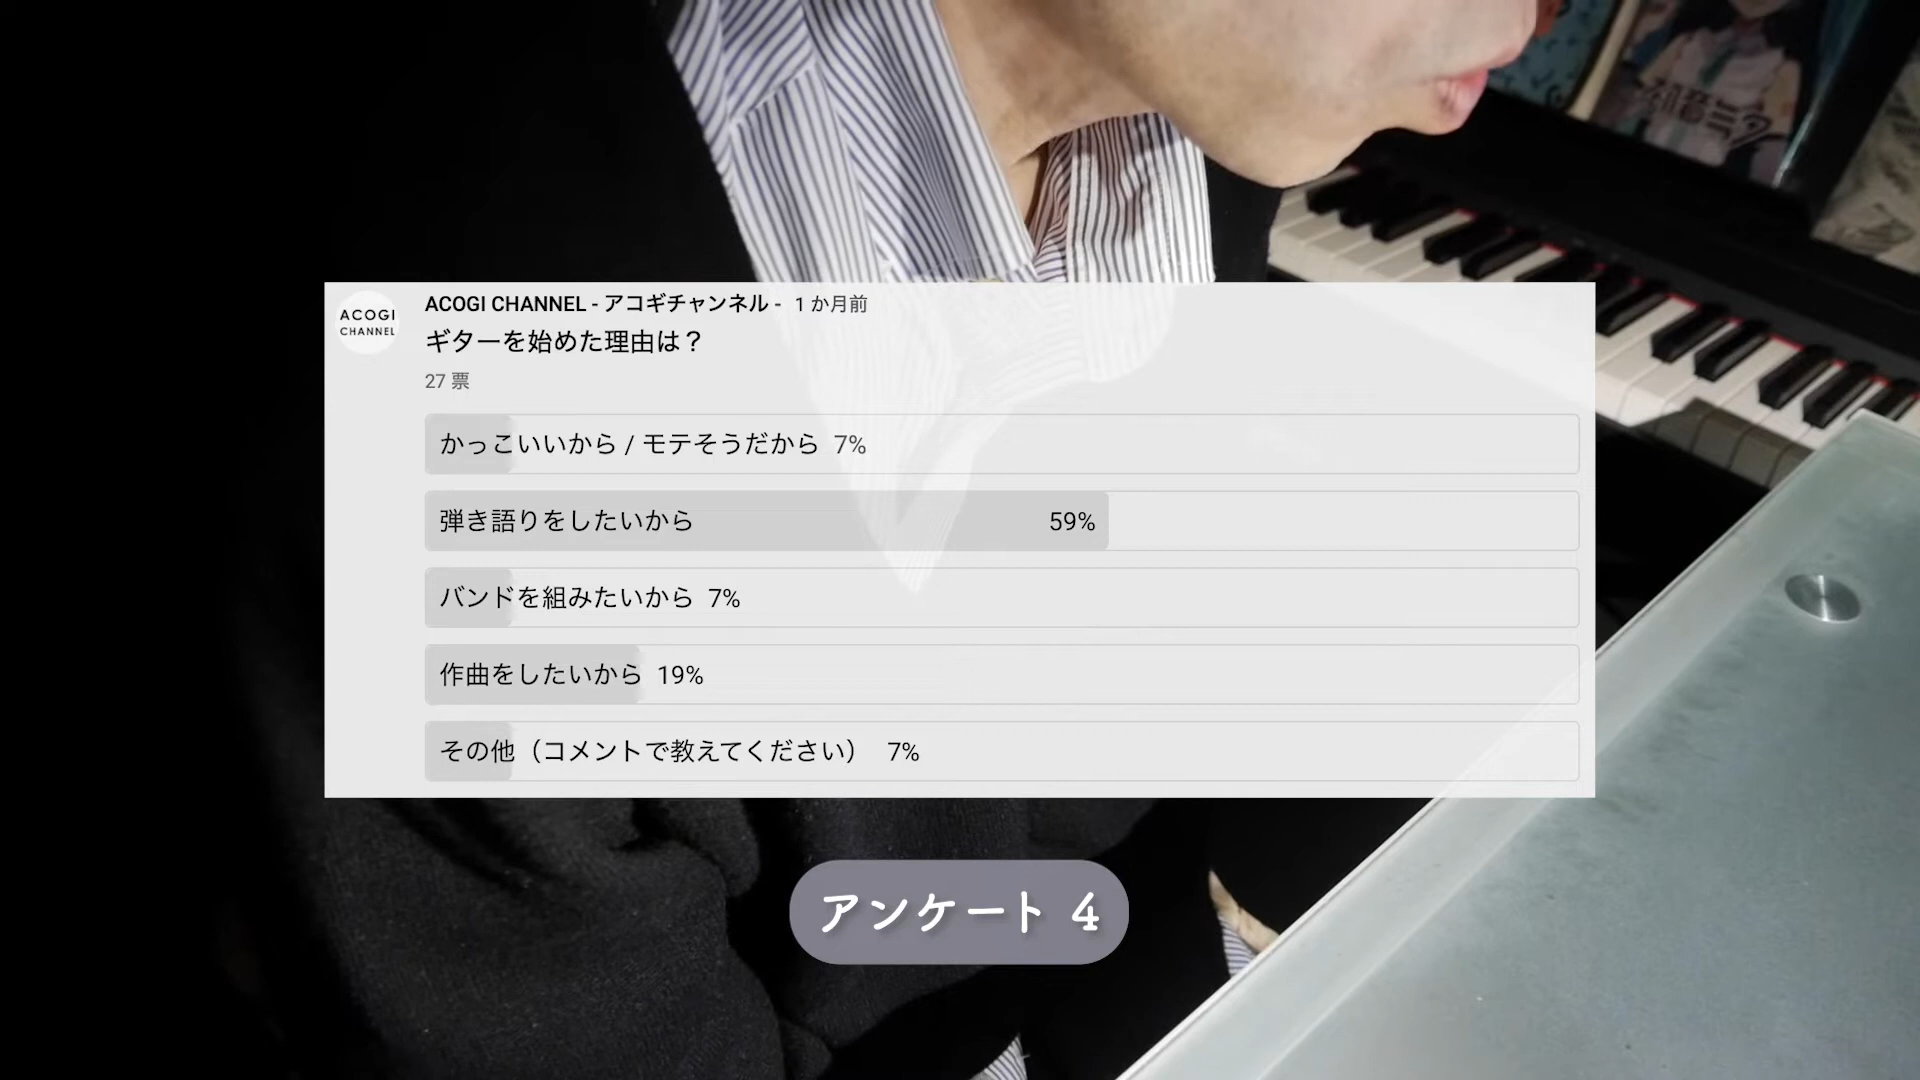 初音ミク
ACOGI
CHANNEL
ACOGI CHANNEL - アコギチャンネル - 1 か月前
ギターを始めた理由は？
27 票
かっこいいから / モテそうだから 7%
弾き語りをしたいから 59%
バンドを組みたいから 7%
作曲をしたいから 19%
その他（コメントで教えてください） 7%
アンケート 4